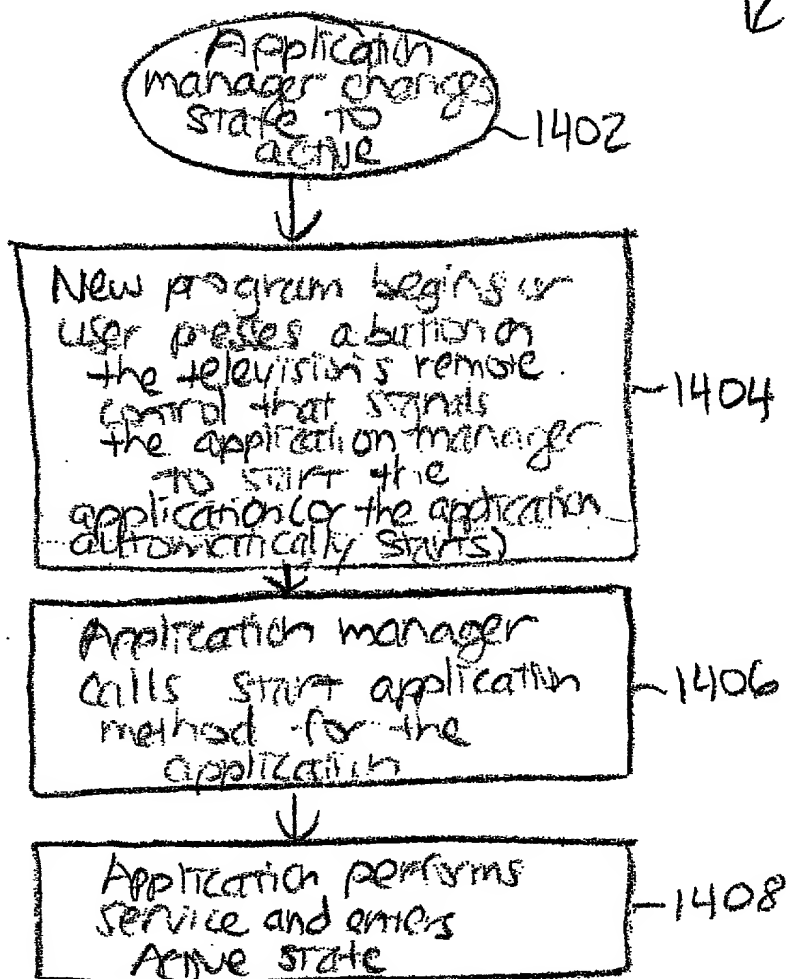 Application
manager changes
state to
active
1402
New program begins or
user presses a button on
the television's remote
control that stands
the application manager
to start the
application (or the application
automatically starts)
1404
Application manager
calls start application
method for the
application
1406
Application performs
service and enters
Active state
1408